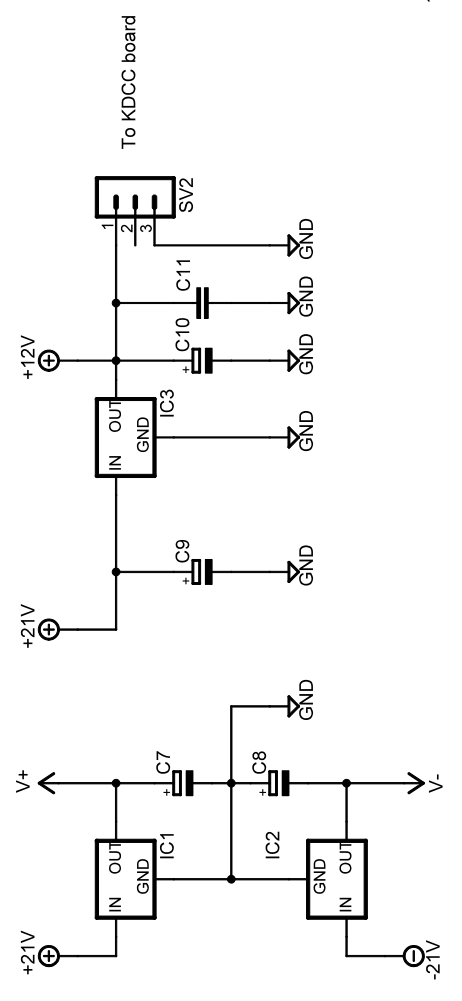 +21V
IN
OUT
GND
IC1
V+
+
C7
GND
+
C8
IC2
GND
IN
OUT
-21V
V-
+21V
+
C9
GND
IN
OUT
GND
IC3
GND
+12V
+
C10
GND
C11
GND
1
2
3
SV2
GND
To KDCC board